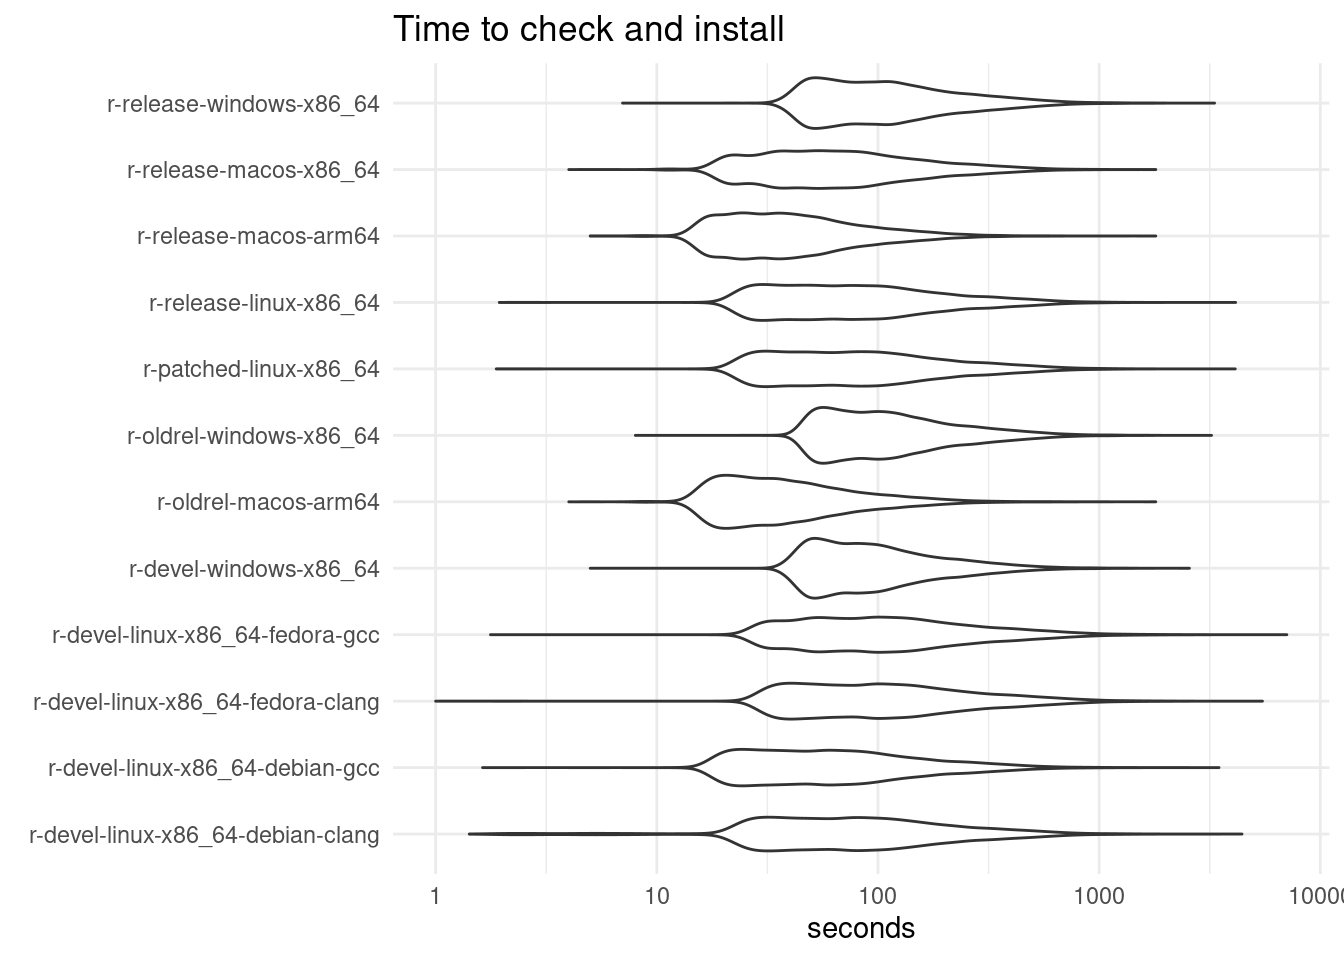 Time to check and install
r-release-windows-x86_64
r-release-macos-x86_64
r-release-macos-arm64
r-release-linux-x86_64
r-patched-linux-x86_64
r-oldrel-windows-x86_64
r-oldrel-macos-arm64
r-devel-windows-x86_64
r-devel-linux-x86_64-fedora-gcc
r-devel-linux-x86_64-fedora-clang
r-devel-linux-x86_64-debian-gcc
r-devel-linux-x86_64-debian-clang
1 10 100 1000 10000
seconds